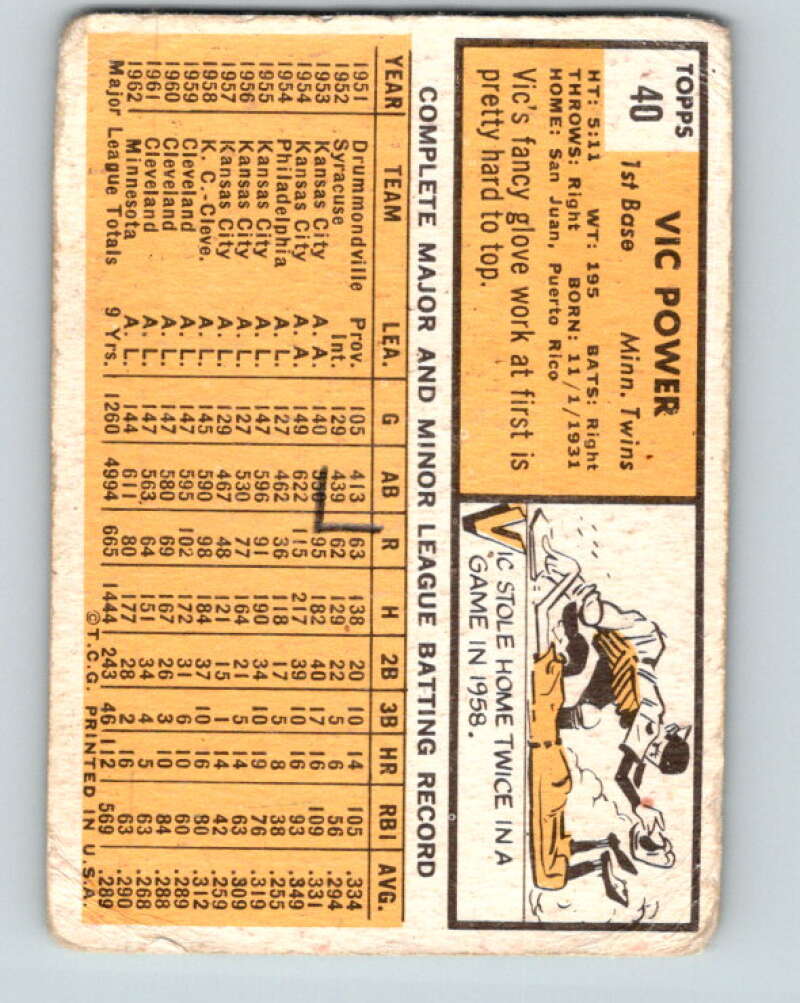 TOPPS
40
VIC POWER
1st Base Minn. Twins
HT: 5:11 WT: 195 BATS: Right
THROWS: Right BORN: 11/1/1931
HOME: San Juan, Puerto Rico
Vic's fancy glove work at first is
pretty hard to top.
VIC STOLE HOME TWICE IN A
GAME IN 1958.
COMPLETE MAJOR AND MINOR LEAGUE BATTING RECORD
YEAR TEAM LEA. G AB R H 2B 3B HR RBI AVG.
1951 Drummondville Prov. 105 413 63 138 20 10 14 105 .334
1952 Syracuse Int. 129 439 62 129 22 5 6 56 .294
1953 Kansas City A. A. 140 550 95 182 40 17 16 109 .331
1954 Kansas City A. A. 149 622 115 217 39 10 16 93 .349
1954 Philadelphia A. L. 127 462 36 118 17 5 8 38 .255
1955 Kansas City A. L. 147 596 91 190 34 10 19 76 .319
1956 Kansas City A. L. 127 530 77 164 21 5 14 63 .309
1957 Kansas City A. L. 129 467 48 121 15 1 14 42 .259
1958 K. C.-Cleve. A. L. 145 590 98 184 37 10 16 80 .312
1959 Cleveland A. L. 147 595 102 172 31 6 10 60 .289
1960 Cleveland A. L. 147 580 69 167 26 3 10 84 .288
1961 Cleveland A. L. 147 563 64 151 34 4 5 63 .268
1962 Minnesota A. L. 144 611 80 177 28 2 16 63 .290
Major League Totals 9 Yrs. 1260 4994 665 1444 243 46 112 569 .289
©T.C.G. PRINTED IN U.S.A.